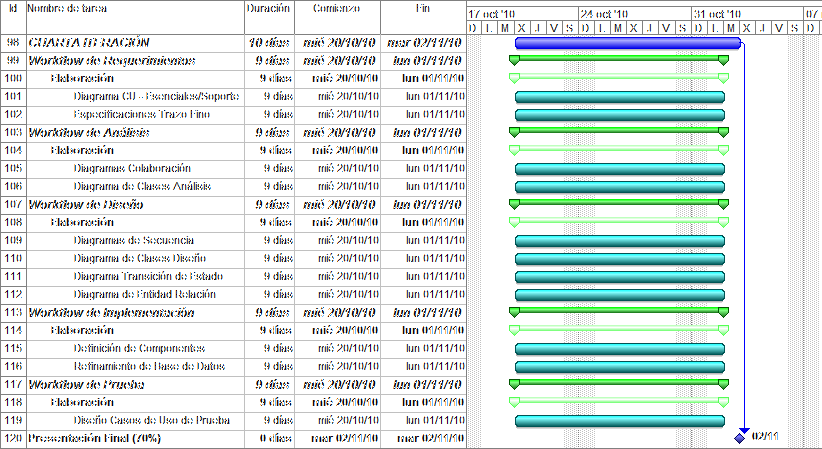 Id Nombre de tarea Duración Comienzo Fin 17 oct '10 24 oct '10 31 oct '10 07
D L M X J V S D L M X J V S D L M X J V S D L
98 CUARTA ITERACIÓN 10 días mié 20/10/10 mar 02/11/10
99 Workflow de Requerimientos 9 días mié 20/10/10 lun 01/11/10
100 Elaboración 9 días mié 20/10/10 lun 01/11/10
101 Diagrama CU - Esenciales/Soporte 9 días mié 20/10/10 lun 01/11/10
102 Especificaciones Trazo Fino 9 días mié 20/10/10 lun 01/11/10
103 Workflow de Análisis 9 días mié 20/10/10 lun 01/11/10
104 Elaboración 9 días mié 20/10/10 lun 01/11/10
105 Diagramas Colaboración 9 días mié 20/10/10 lun 01/11/10
106 Diagrama de Clases Análisis 9 días mié 20/10/10 lun 01/11/10
107 Workflow de Diseño 9 días mié 20/10/10 lun 01/11/10
108 Elaboración 9 días mié 20/10/10 lun 01/11/10
109 Diagramas de Secuencia 9 días mié 20/10/10 lun 01/11/10
110 Diagrama de Clases Diseño 9 días mié 20/10/10 lun 01/11/10
111 Diagrama Transición de Estado 9 días mié 20/10/10 lun 01/11/10
112 Diagrama de Entidad Relación 9 días mié 20/10/10 lun 01/11/10
113 Workflow de Implementación 9 días mié 20/10/10 lun 01/11/10
114 Elaboración 9 días mié 20/10/10 lun 01/11/10
115 Definición de Componentes 9 días mié 20/10/10 lun 01/11/10
116 Refinamiento de Base de Datos 9 días mié 20/10/10 lun 01/11/10
117 Workflow de Prueba 9 días mié 20/10/10 lun 01/11/10
118 Elaboración 9 días mié 20/10/10 lun 01/11/10
119 Diseño Casos de Uso de Prueba 9 días mié 20/10/10 lun 01/11/10
120 Presentación Final (70%) 0 días mar 02/11/10 mar 02/11/10 02/11